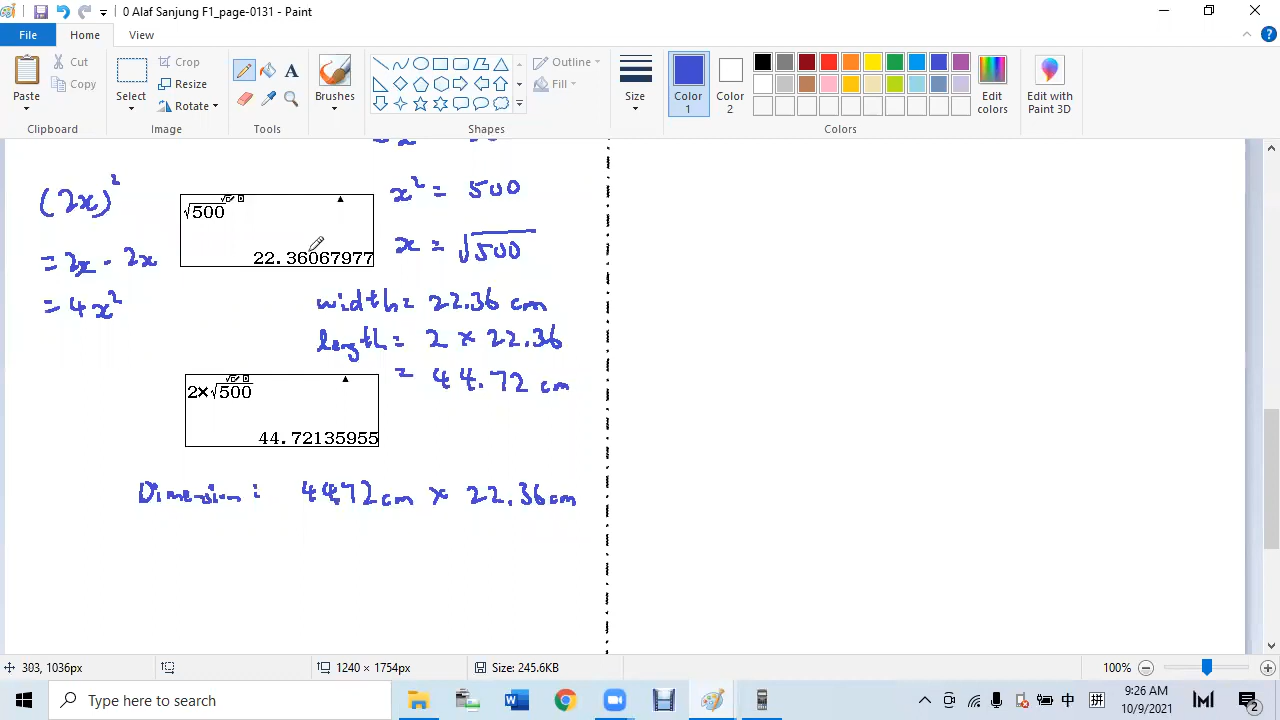 0 Alaf Sanjung F1_page-0131 - Paint
File Home View
Paste Cut Copy Clipboard
Select Crop Resize Rotate Image
Tools
Brushes
Outline Fill Shapes
Size
Color 1 Color 2 Edit colors Colors
Edit with Paint 3D
(2x)²
= 2x · 2x
= 4x²
√500
22.36067977
x² = 500
x = √500
width = 22.36 cm
length = 2 × 22.36
= 44.72 cm
2×√500
44.72135955
Dimension: 44.72 cm × 22.36 cm
303, 1036px 1240 × 1754px Size: 245.6KB 100%
Type here to search
中 拼 9:26 AM
10/9/2021
2